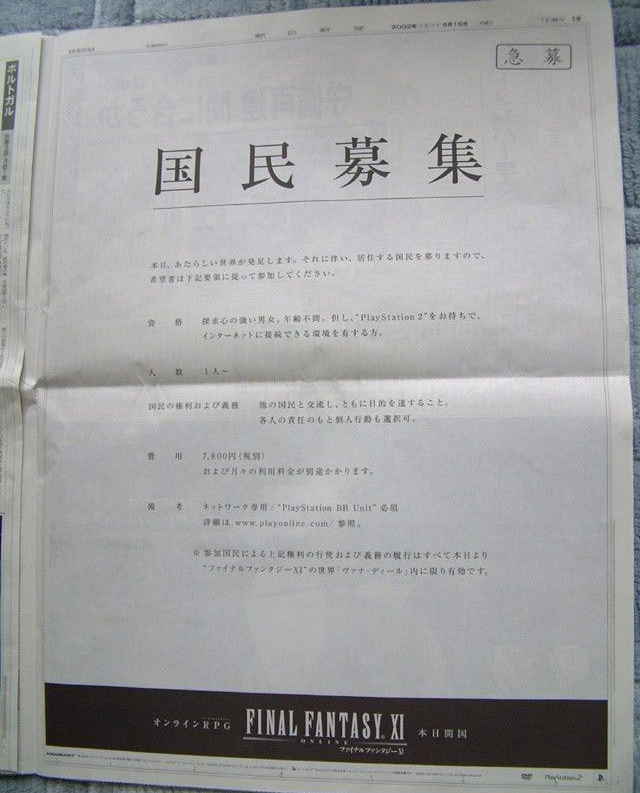 ポルトガル
2002年
5月16日
急募
国民募集
本日、あたらしい世界が発足します。それに伴い、居住する国民を募りますので、
希望者は下記要領に従って参加してください。
資格 探求心の強い男女、年齢不問。但し、“PlayStation 2”をお持ちで、
インターネットに接続できる環境を有する方。
人数 1人～
国民の権利および義務 他の国民と交流し、ともに目的を達すること。
各人の責任のもと個人行動も選択可。
費用 7,800円(税別)
および月々の利用料金が別途かかります。
備考 ネットワーク専用/“PlayStation BB Unit”必須
詳細は www.playonline.com/ 参照。
※参加国民による上記権利の行使および義務の履行はすべて本日より
“ファイナルファンタジーXI”の世界「ヴァナ・ディール」内に限り有効です。
オンラインRPG FINAL FANTASY XI 本日開国
ONLINE
ファイナルファンタジーXI
PlayStation 2